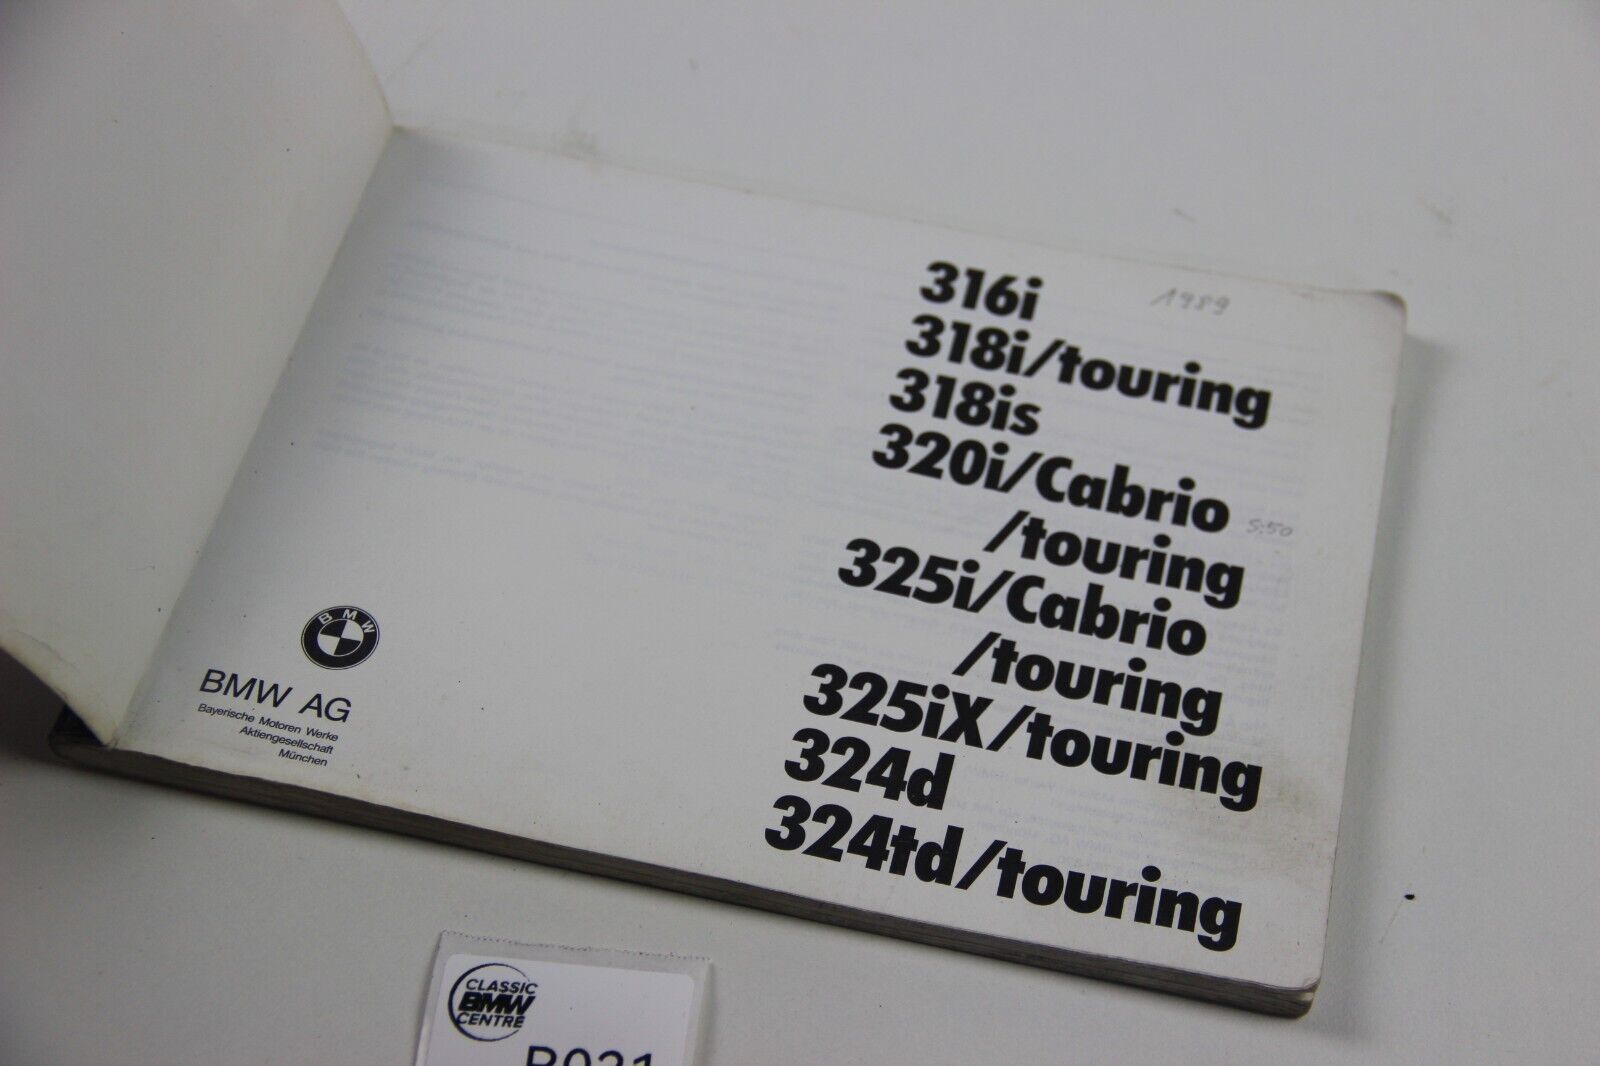 316i
1989
318i/touring
318is
320i/Cabrio
/touring
S:50
325i/Cabrio
/touring
325iX/touring
324d
324td/touring
BMW
BMW AG
Bayerische Motoren Werke
Aktiengesellschaft
München
CLASSIC
BMW
CENTRE